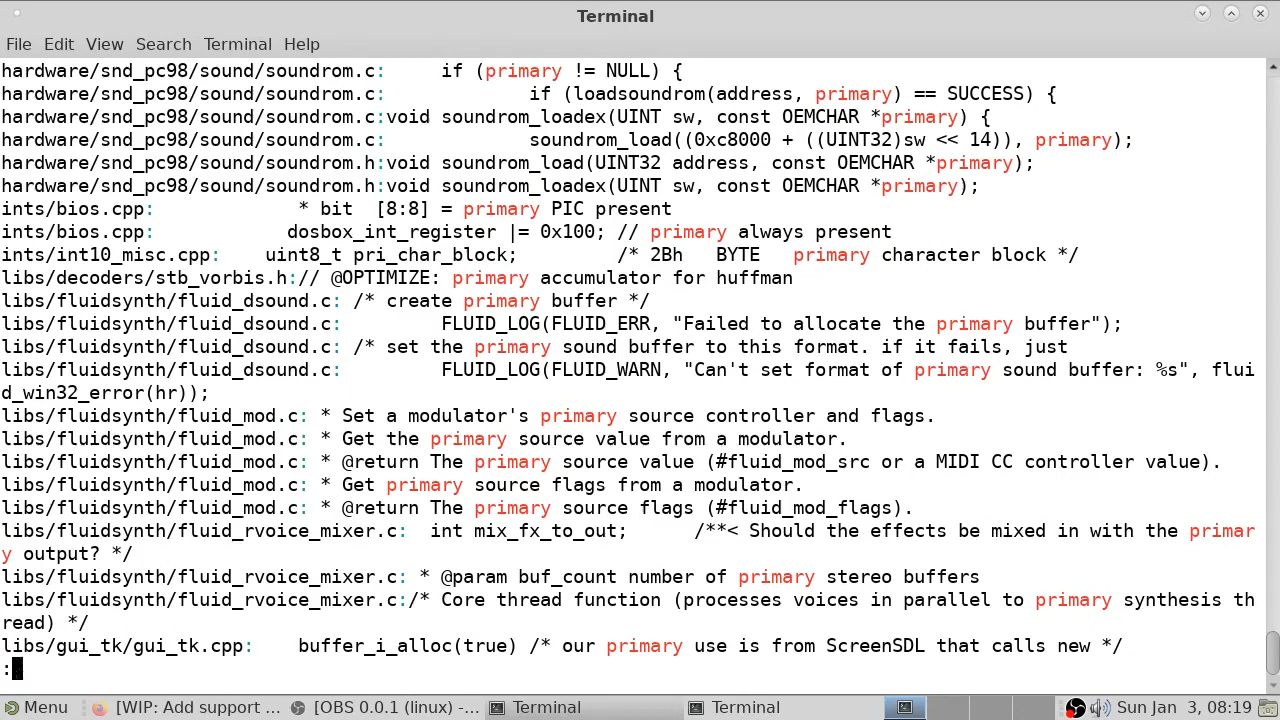 Terminal
File Edit View Search Terminal Help
hardware/snd_pc98/sound/soundrom.c:     if (primary != NULL) {
hardware/snd_pc98/sound/soundrom.c:             if (loadsoundrom(address, primary) == SUCCESS) {
hardware/snd_pc98/sound/soundrom.c:void soundrom_loadex(UINT sw, const OEMCHAR *primary) {
hardware/snd_pc98/sound/soundrom.c:             soundrom_load((0xc8000 + ((UINT32)sw << 14)), primary);
hardware/snd_pc98/sound/soundrom.h:void soundrom_load(UINT32 address, const OEMCHAR *primary);
hardware/snd_pc98/sound/soundrom.h:void soundrom_loadex(UINT sw, const OEMCHAR *primary);
ints/bios.cpp:             * bit  [8:8] = primary PIC present
ints/bios.cpp:            dosbox_int_register |= 0x100; // primary always present
ints/int10_misc.cpp:    uint8_t pri_char_block;         /* 2Bh   BYTE   primary character block */
libs/decoders/stb_vorbis.h:// @OPTIMIZE: primary accumulator for huffman
libs/fluidsynth/fluid_dsound.c: /* create primary buffer */
libs/fluidsynth/fluid_dsound.c:         FLUID_LOG(FLUID_ERR, "Failed to allocate the primary buffer");
libs/fluidsynth/fluid_dsound.c: /* set the primary sound buffer to this format. if it fails, just
libs/fluidsynth/fluid_dsound.c:         FLUID_LOG(FLUID_WARN, "Can't set format of primary sound buffer: %s", flui
d_win32_error(hr));
libs/fluidsynth/fluid_mod.c: * Set a modulator's primary source controller and flags.
libs/fluidsynth/fluid_mod.c: * Get the primary source value from a modulator.
libs/fluidsynth/fluid_mod.c: * @return The primary source value (#fluid_mod_src or a MIDI CC controller value).
libs/fluidsynth/fluid_mod.c: * Get primary source flags from a modulator.
libs/fluidsynth/fluid_mod.c: * @return The primary source flags (#fluid_mod_flags).
libs/fluidsynth/fluid_rvoice_mixer.c:  int mix_fx_to_out;      /**< Should the effects be mixed in with the primar
y output? */
libs/fluidsynth/fluid_rvoice_mixer.c: * @param buf_count number of primary stereo buffers
libs/fluidsynth/fluid_rvoice_mixer.c:/* Core thread function (processes voices in parallel to primary synthesis th
read) */
libs/gui_tk/gui_tk.cpp:    buffer_i_alloc(true) /* our primary use is from ScreenSDL that calls new */
:
Menu [WIP: Add support ... [OBS 0.0.1 (linux) -... Terminal Terminal Sun Jan 3, 08:19